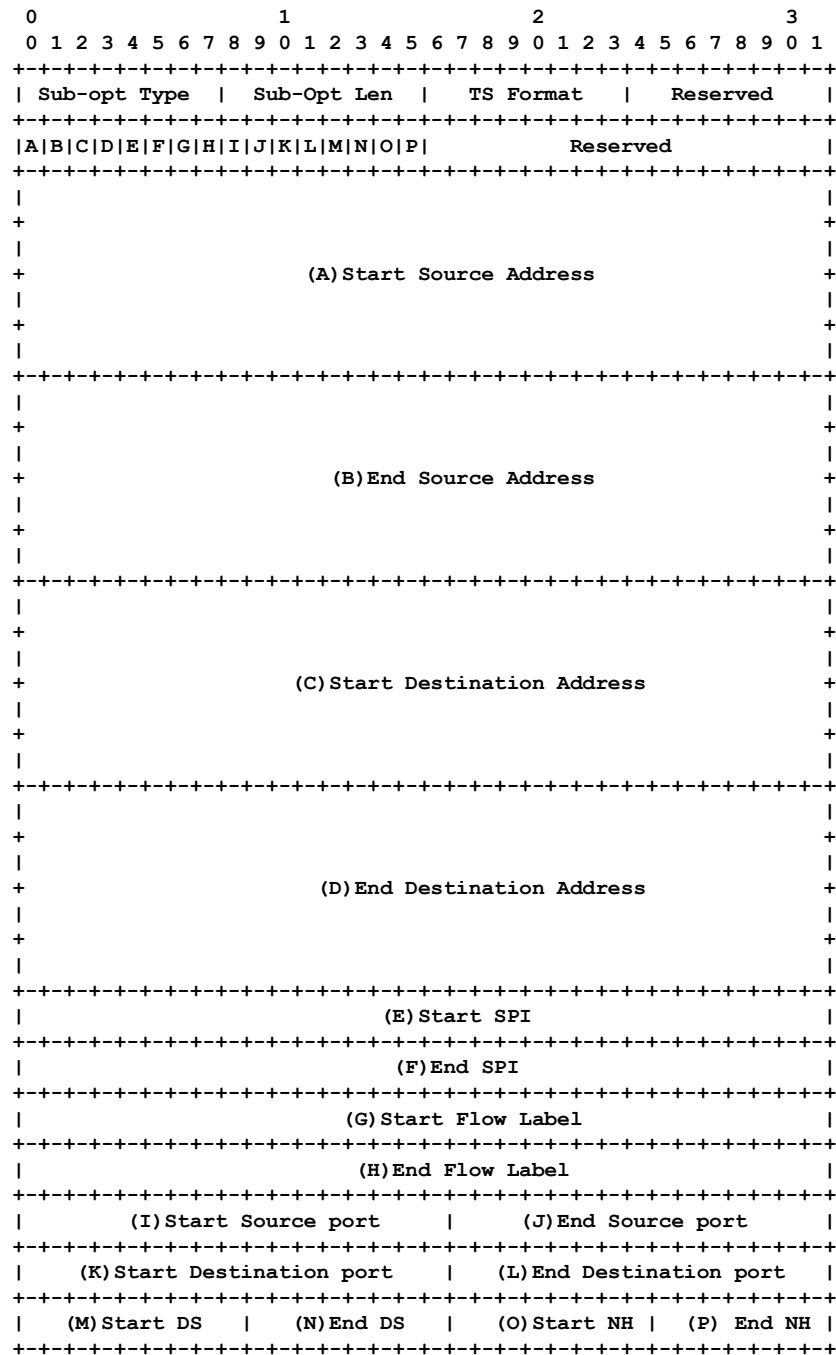 0                   1                   2                   3
 0 1 2 3 4 5 6 7 8 9 0 1 2 3 4 5 6 7 8 9 0 1 2 3 4 5 6 7 8 9 0 1
+-+-+-+-+-+-+-+-+-+-+-+-+-+-+-+-+-+-+-+-+-+-+-+-+-+-+-+-+-+-+-+-+
| Sub-opt Type  |  Sub-Opt Len  |   TS Format   |   Reserved    |
+-+-+-+-+-+-+-+-+-+-+-+-+-+-+-+-+-+-+-+-+-+-+-+-+-+-+-+-+-+-+-+-+
|A|B|C|D|E|F|G|H|I|J|K|L|M|N|O|P|           Reserved            |
+-+-+-+-+-+-+-+-+-+-+-+-+-+-+-+-+-+-+-+-+-+-+-+-+-+-+-+-+-+-+-+-+
|                                                               |
+                                                               +
|                                                               |
+                      (A)Start Source Address                  +
|                                                               |
+                                                               +
|                                                               |
+-+-+-+-+-+-+-+-+-+-+-+-+-+-+-+-+-+-+-+-+-+-+-+-+-+-+-+-+-+-+-+-+
|                                                               |
+                                                               +
|                                                               |
+                        (B)End Source Address                  +
|                                                               |
+                                                               +
|                                                               |
+-+-+-+-+-+-+-+-+-+-+-+-+-+-+-+-+-+-+-+-+-+-+-+-+-+-+-+-+-+-+-+-+
|                                                               |
+                                                               +
|                                                               |
+                     (C)Start Destination Address              +
|                                                               |
+                                                               +
|                                                               |
+-+-+-+-+-+-+-+-+-+-+-+-+-+-+-+-+-+-+-+-+-+-+-+-+-+-+-+-+-+-+-+-+
|                                                               |
+                                                               +
|                                                               |
+                       (D)End Destination Address              +
|                                                               |
+                                                               +
|                                                               |
+-+-+-+-+-+-+-+-+-+-+-+-+-+-+-+-+-+-+-+-+-+-+-+-+-+-+-+-+-+-+-+-+
|                            (E)Start SPI                       |
+-+-+-+-+-+-+-+-+-+-+-+-+-+-+-+-+-+-+-+-+-+-+-+-+-+-+-+-+-+-+-+-+
|                             (F)End SPI                        |
+-+-+-+-+-+-+-+-+-+-+-+-+-+-+-+-+-+-+-+-+-+-+-+-+-+-+-+-+-+-+-+-+
|                         (G)Start Flow Label                   |
+-+-+-+-+-+-+-+-+-+-+-+-+-+-+-+-+-+-+-+-+-+-+-+-+-+-+-+-+-+-+-+-+
|                          (H)End Flow Label                    |
+-+-+-+-+-+-+-+-+-+-+-+-+-+-+-+-+-+-+-+-+-+-+-+-+-+-+-+-+-+-+-+-+
|        (I)Start Source port     |     (J)End Source port      |
+-+-+-+-+-+-+-+-+-+-+-+-+-+-+-+-+-+-+-+-+-+-+-+-+-+-+-+-+-+-+-+-+
|    (K)Start Destination port    |   (L)End Destination port   |
+-+-+-+-+-+-+-+-+-+-+-+-+-+-+-+-+-+-+-+-+-+-+-+-+-+-+-+-+-+-+-+-+
|   (M)Start DS   |   (N)End DS   |   (O)Start NH |  (P) End NH |
+-+-+-+-+-+-+-+-+-+-+-+-+-+-+-+-+-+-+-+-+-+-+-+-+-+-+-+-+-+-+-+-+